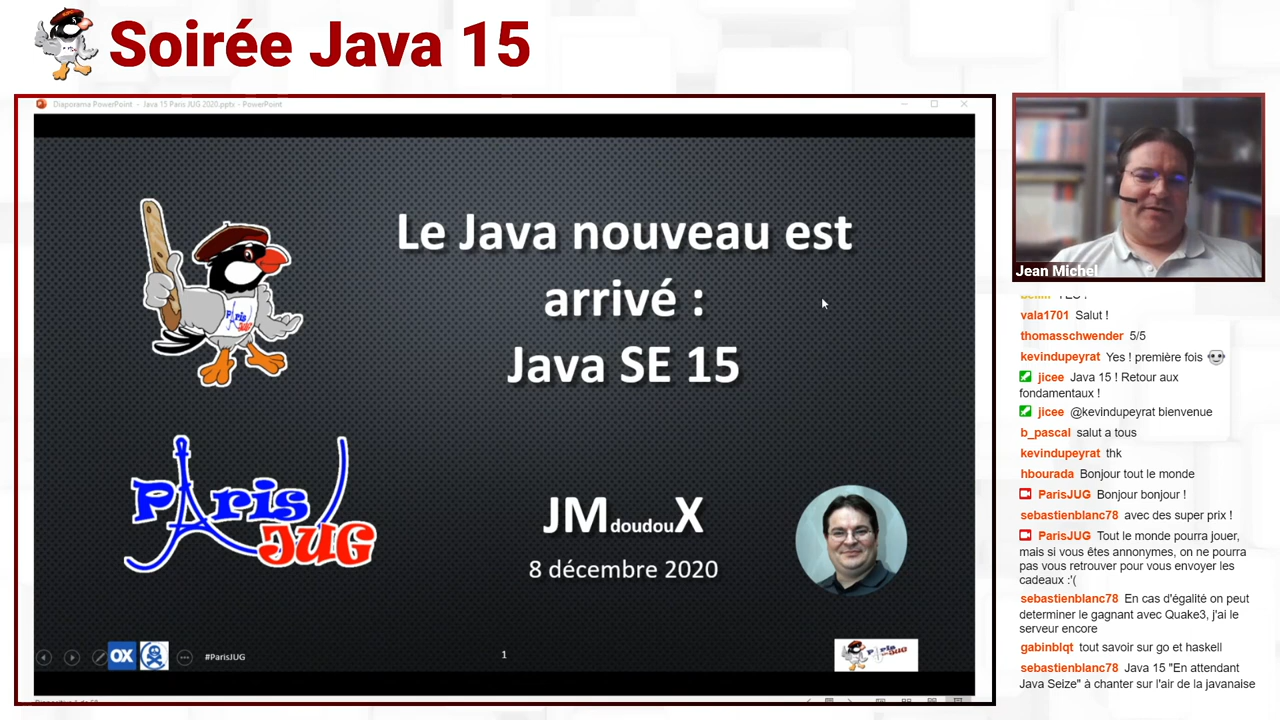 Soirée Java 15
Diaporama PowerPoint - Java 15 Paris JUG 2020.pptx - PowerPoint
Le Java nouveau est
arrivé :
Java SE 15
Paris
JUG
Paris
JUG
JMdoudouX
8 décembre 2020
OX
#ParisJUG
1
Paris
JUG
Jean Michel
vala1701 Salut !
thomasschwender 5/5
kevindupeyrat Yes ! première fois
jicee Java 15 ! Retour aux
fondamentaux !
jicee @kevindupeyrat bienvenue
b_pascal salut a tous
kevindupeyrat thk
hbourada Bonjour tout le monde
ParisJUG Bonjour bonjour !
sebastienblanc78 avec des super prix !
ParisJUG Tout le monde pourra jouer,
mais si vous êtes annonymes, on ne pourra
pas vous retrouver pour vous envoyer les
cadeaux :'(
sebastienblanc78 En cas d'égalité on peut
determiner le gagnant avec Quake3, j'ai le
serveur encore
gabinblqt tout savoir sur go et haskell
sebastienblanc78 Java 15 "En attendant
Java Seize" à chanter sur l'air de la javanaise